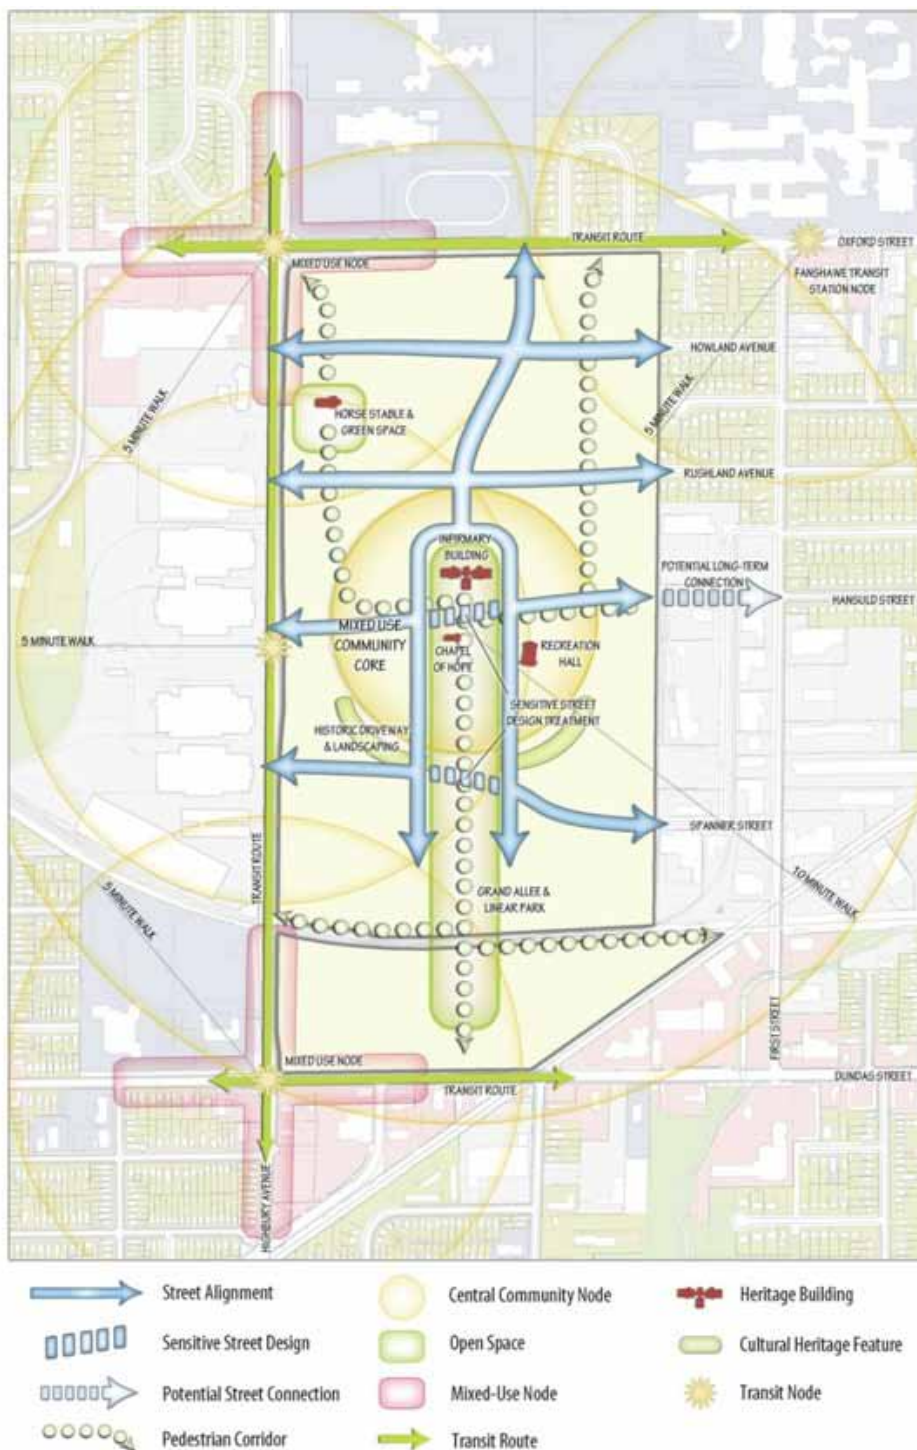 TRANSIT ROUTE
OXFORD STREET
MIXED USE NODE
FANSHAWE TRANSIT
STATION NODE
HOWLAND AVENUE
5 MINUTE WALK
5 MINUTE WALK
HORSE STABLE &
GREEN SPACE
RUSHLAND AVENUE
INFIRMARY
BUILDING
POTENTIAL LONG-TERM
CONNECTION
HANSULD STREET
MIXED USE
COMMUNITY
CORE
5 MINUTE WALK
CHAPEL
OF HOPE
RECREATION
HALL
SENSITIVE STREET
DESIGN TREATMENT
HISTORIC DRIVEWAY
& LANDSCAPING
SPANNER STREET
TRANSIT ROUTE
5 MINUTE WALK
10 MINUTE WALK
GRAND ALLEE &
LINEAR PARK
FIRST STREET
MIXED USE NODE
DUNDAS STREET
TRANSIT ROUTE
HIGHBURY AVENUE
Street Alignment
Central Community Node
Heritage Building
Sensitive Street Design
Open Space
Cultural Heritage Feature
Potential Street Connection
Mixed-Use Node
Transit Node
Pedestrian Corridor
Transit Route